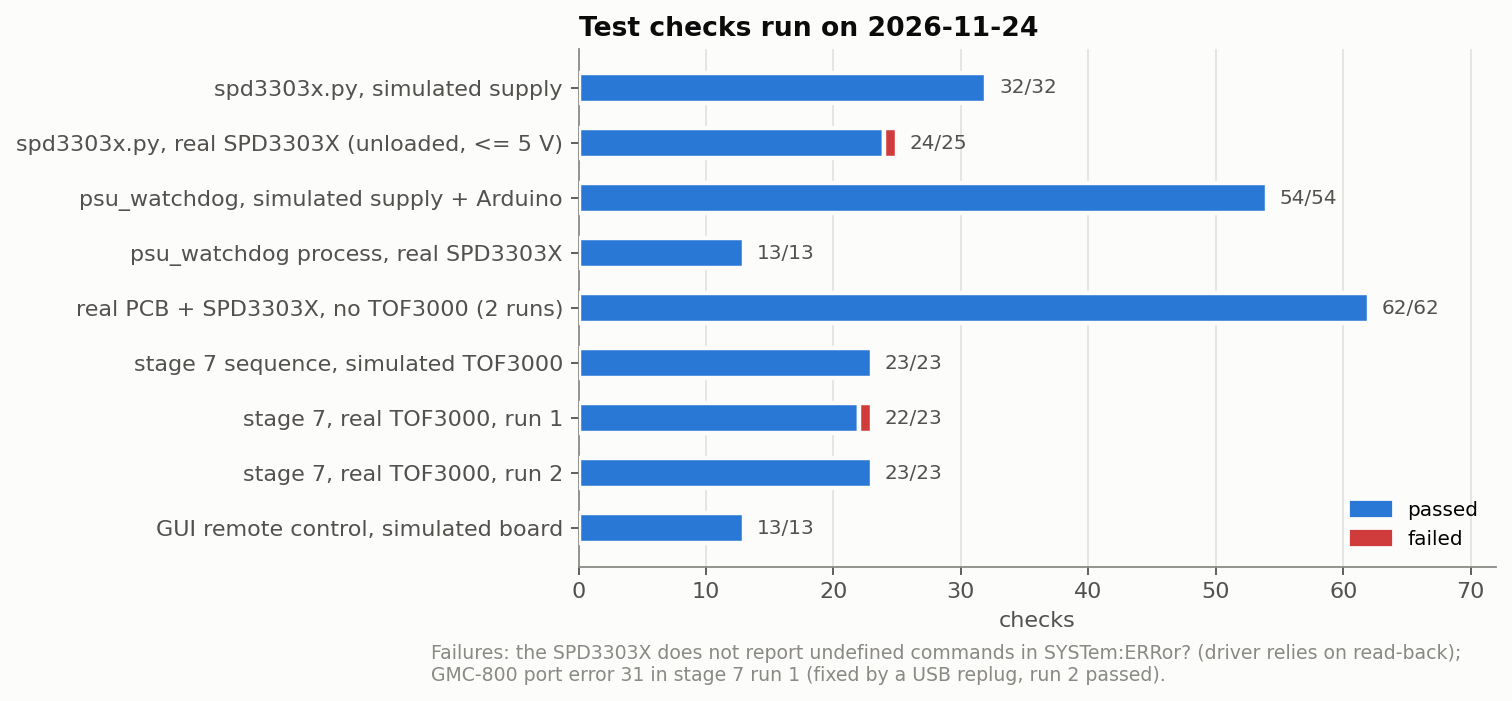 Test checks run on 2026-11-24
spd3303x.py, simulated supply
32/32
spd3303x.py, real SPD3303X (unloaded, <= 5 V)
24/25
psu_watchdog, simulated supply + Arduino
54/54
psu_watchdog process, real SPD3303X
13/13
real PCB + SPD3303X, no TOF3000 (2 runs)
62/62
stage 7 sequence, simulated TOF3000
23/23
stage 7, real TOF3000, run 1
22/23
stage 7, real TOF3000, run 2
23/23
GUI remote control, simulated board
13/13
passed
failed
0 10 20 30 40 50 60 70
checks
Failures: the SPD3303X does not report undefined commands in SYSTem:ERRor? (driver relies on read-back);
GMC-800 port error 31 in stage 7 run 1 (fixed by a USB replug, run 2 passed).